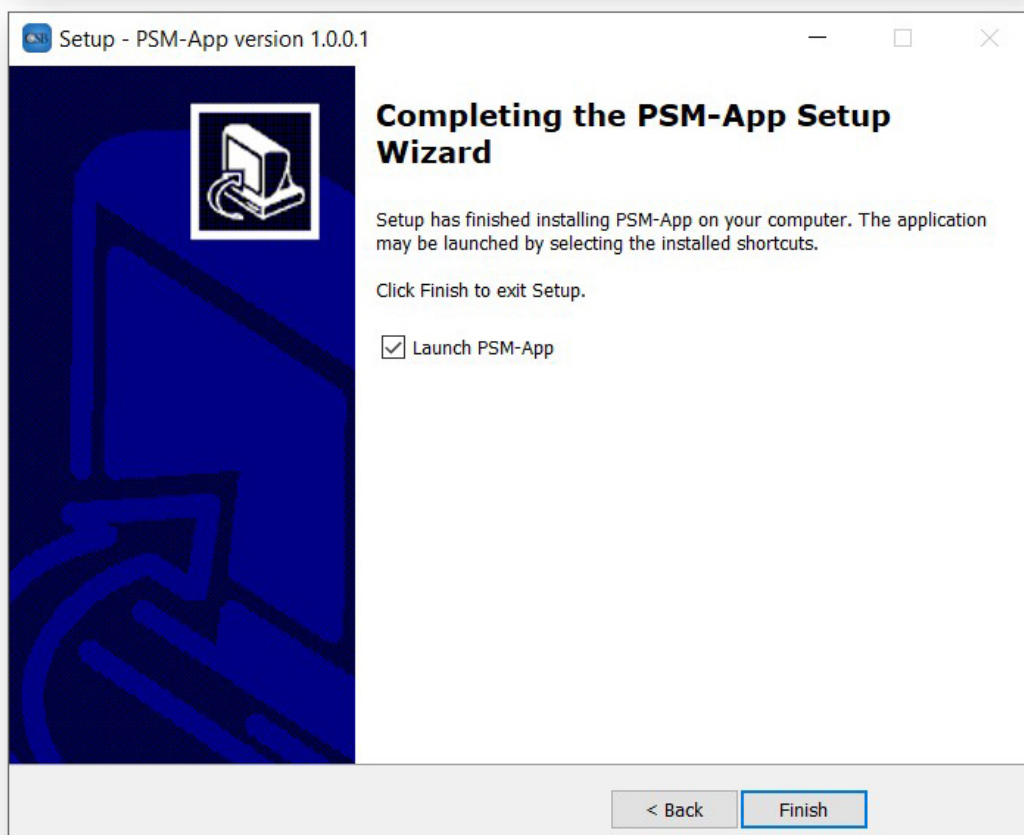 CSB Setup - PSM-App version 1.0.0.1
Completing the PSM-App Setup
Wizard
Setup has finished installing PSM-App on your computer. The application
may be launched by selecting the installed shortcuts.
Click Finish to exit Setup.
Launch PSM-App
< Back Finish